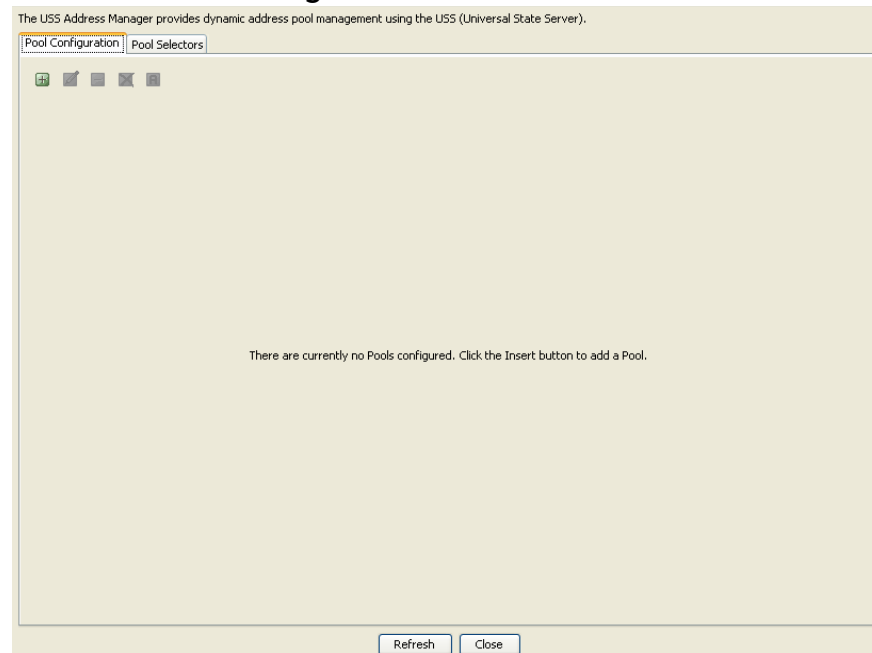 The USS Address Manager provides dynamic address pool management using the USS (Universal State Server).
Pool Configuration Pool Selectors
There are currently no Pools configured. Click the Insert button to add a Pool.
Refresh Close